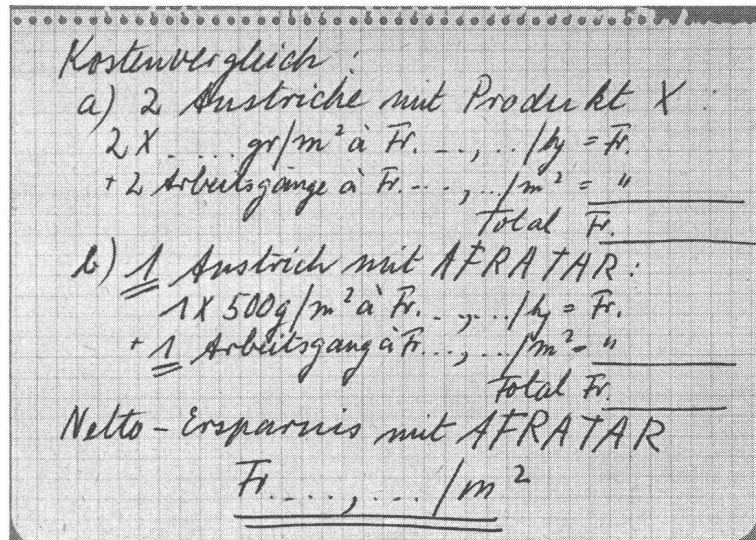 Kostenvergleich:
a) 2 Anstriche mit Produkt X
2 X ...... gr/m² à Fr. ...,.../kg = Fr.
+ 2 Arbeitsgänge à Fr. ...,.../m² = "
Total Fr.
b) 1 Anstrich mit AFRATAR:
1 X 500g/m² à Fr. ...,.../kg = Fr.
+ 1 Arbeitsgang à Fr. ...,.../m² = "
Total Fr.
Netto-Ersparnis mit AFRATAR
Fr. ....,..../m²